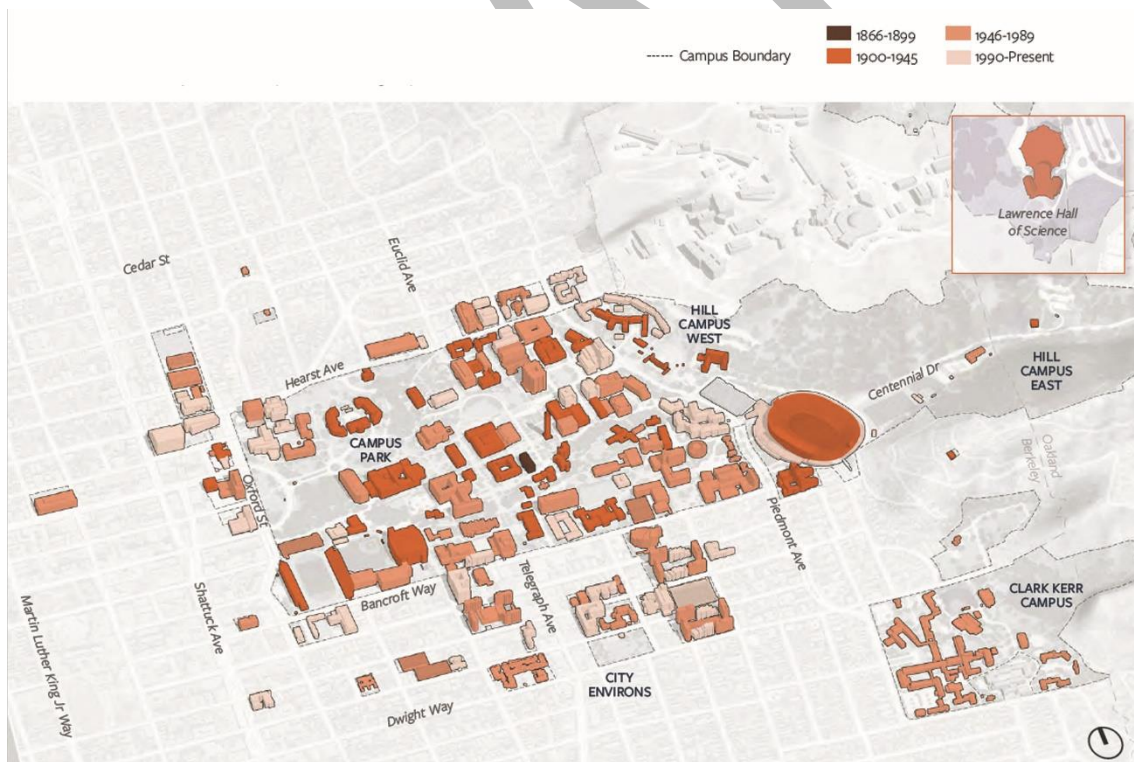 1866-1899
1946-1989
Campus Boundary
1900-1945
1990-Present
Lawrence Hall
of Science
Cedar St
Euclid Ave
HILL
CAMPUS
WEST
Hearst Ave
Centennial Dr
HILL
CAMPUS
EAST
CAMPUS
PARK
Oakland
Berkeley
Oxford St
Piedmont Ave
Telegraph Ave
Shattuck Ave
Bancroft Way
CLARK KERR
CAMPUS
Martin Luther King Jr Way
CITY
ENVIRONS
Dwight Way